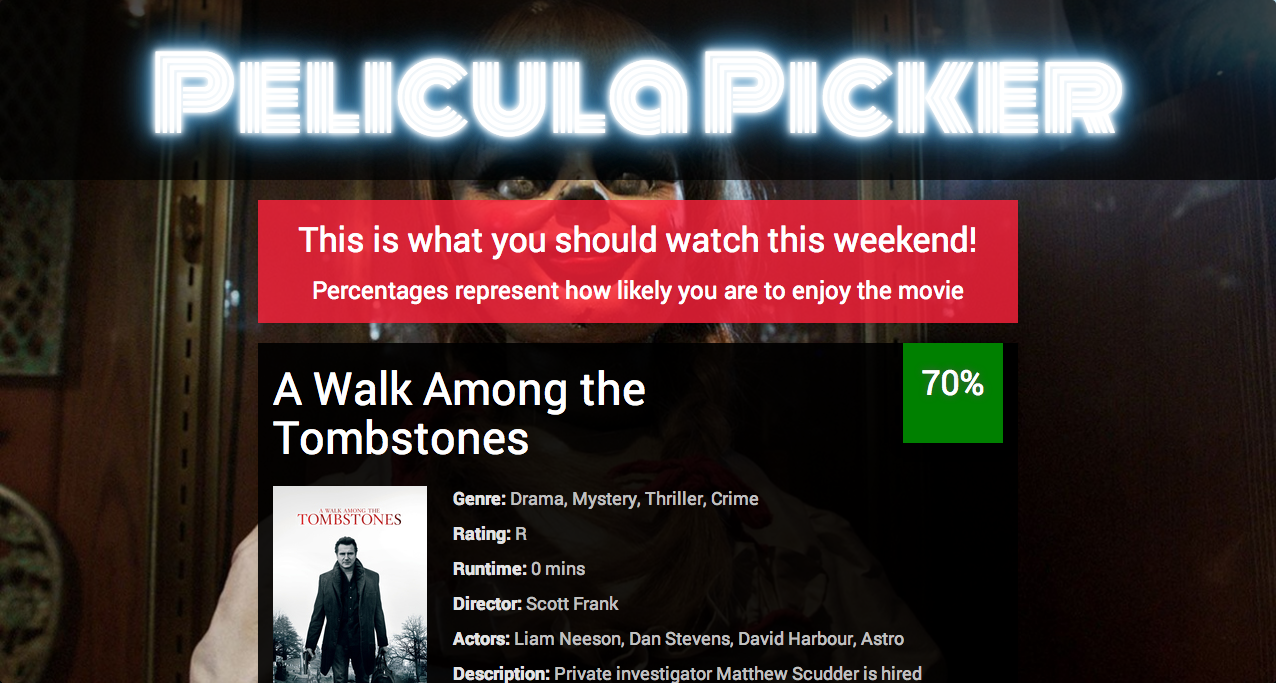 Pelicula Picker
This is what you should watch this weekend!
Percentages represent how likely you are to enjoy the movie
A Walk Among the
Tombstones
70%
A WALK AMONG THE
TOMBSTONES
Genre: Drama, Mystery, Thriller, Crime
Rating: R
Runtime: 0 mins
Director: Scott Frank
Actors: Liam Neeson, Dan Stevens, David Harbour, Astro
Description: Private investigator Matthew Scudder is hired